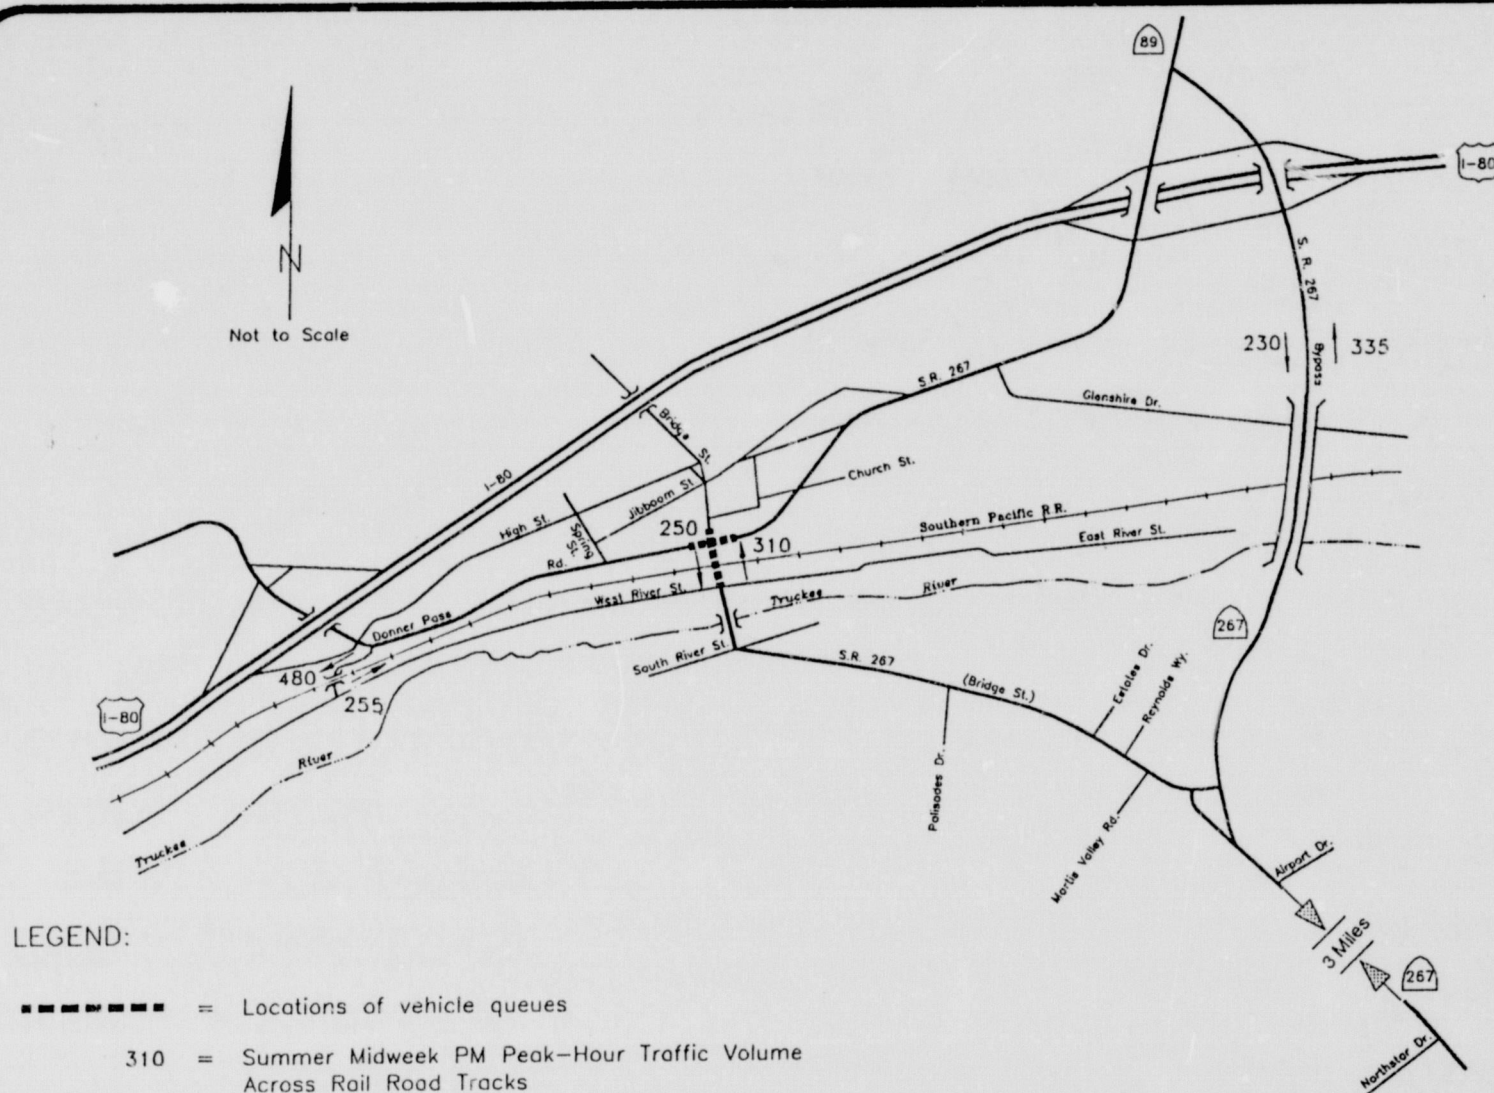 89
I-80
N
Not to Scale
S. R. 267
Bypass
230
335
S.R. 267
Glenshire Dr.
Bridge St.
I-80
Church St.
Jibboom St.
High St.
Spring St.
250
310
Southern Pacific R.R.
East River St.
Rd.
West River St.
Truckee
River
Donner Pass
South River St.
480
255
S.R. 267
(Bridge St.)
267
Estates Dr.
Reynolds Wy.
I-80
River
Truckee
Palisades Dr.
Martis Valley Rd.
Airport Dr.
3 Miles
267
Northstar Dr.
LEGEND:
= Locations of vehicle queues
310 = Summer Midweek PM Peak-Hour Traffic Volume
Across Rail Road Tracks